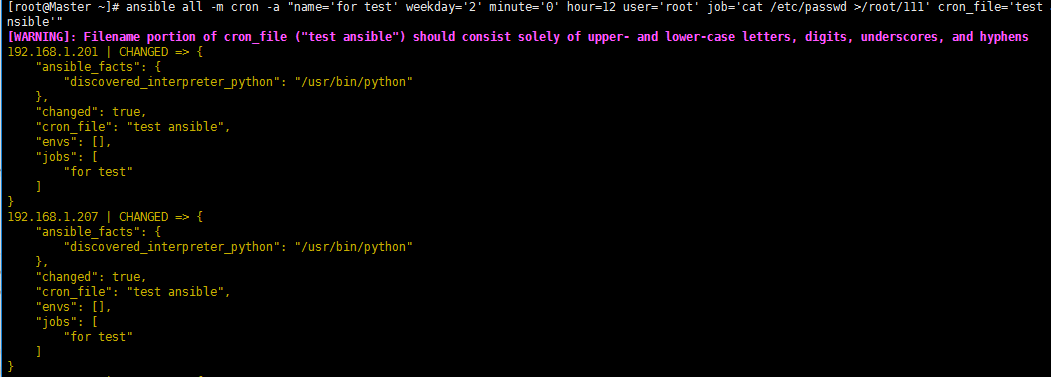 [root@Master ~]# ansible all -m cron -a "name='for test' weekday='2' minute='0' hour=12 user='root' job='cat /etc/passwd >/root/111' cron_file='test
nsible'"
[WARNING]: Filename portion of cron_file ("test ansible") should consist solely of upper- and lower-case letters, digits, underscores, and hyphens
192.168.1.201 | CHANGED => {
    "ansible_facts": {
        "discovered_interpreter_python": "/usr/bin/python"
    },
    "changed": true,
    "cron_file": "test ansible",
    "envs": [],
    "jobs": [
        "for test"
    ]
}
192.168.1.207 | CHANGED => {
    "ansible_facts": {
        "discovered_interpreter_python": "/usr/bin/python"
    },
    "changed": true,
    "cron_file": "test ansible",
    "envs": [],
    "jobs": [
        "for test"
    ]
}